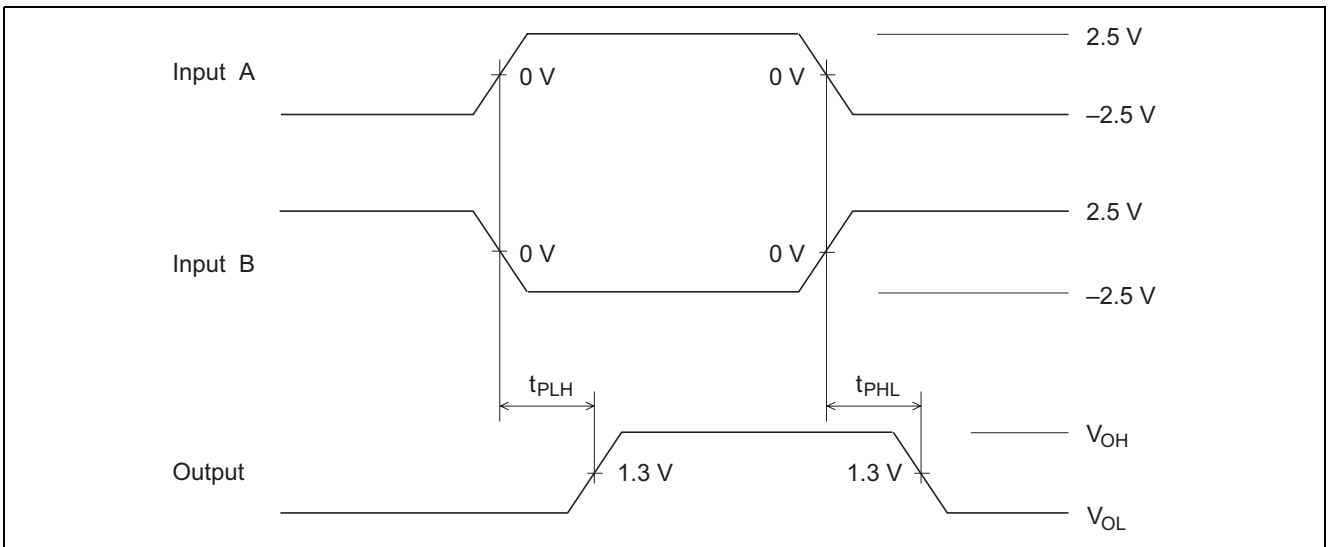 2.5 V
Input A
0 V
0 V
–2.5 V
2.5 V
0 V
0 V
Input B
–2.5 V
tPLH
tPHL
VOH
Output
1.3 V
1.3 V
VOL